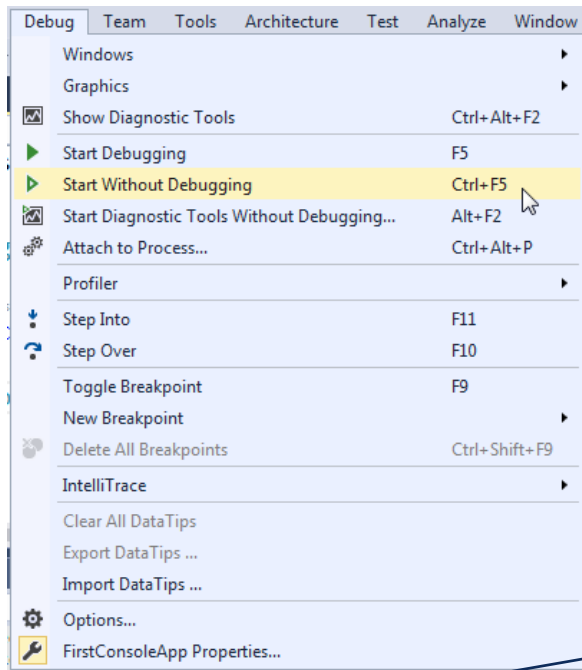 Debug Team Tools Architecture Test Analyze Window
Windows
Graphics
Show Diagnostic Tools Ctrl+Alt+F2
Start Debugging F5
Start Without Debugging Ctrl+F5
Start Diagnostic Tools Without Debugging... Alt+F2
Attach to Process... Ctrl+Alt+P
Profiler
Step Into F11
Step Over F10
Toggle Breakpoint F9
New Breakpoint
Delete All Breakpoints Ctrl+Shift+F9
IntelliTrace
Clear All DataTips
Export DataTips ...
Import DataTips ...
Options...
FirstConsoleApp Properties...